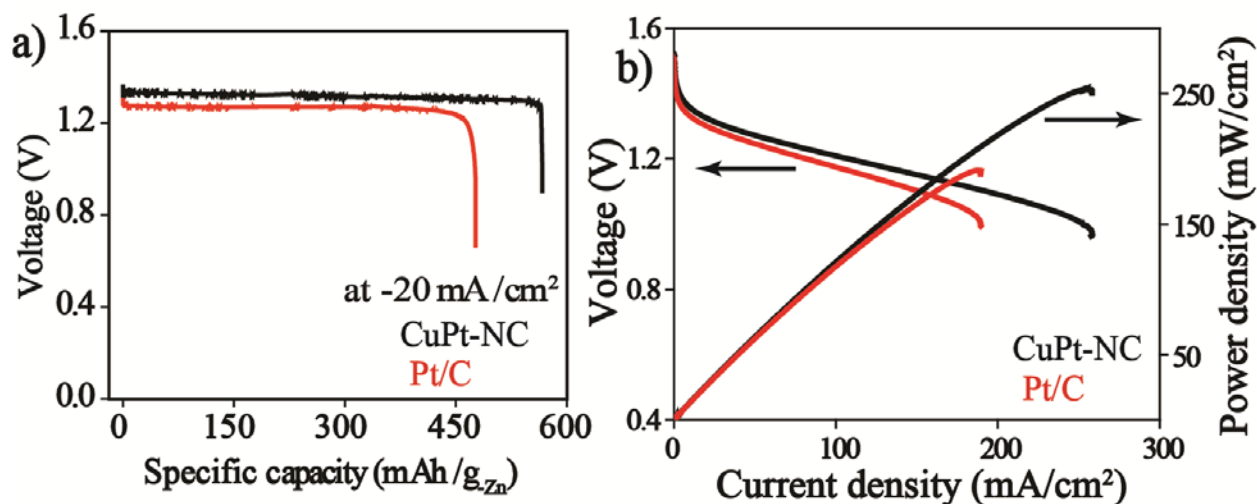 a)
Voltage (V)
1.6
1.2
0.8
0.4
0.0
at -20 mA/cm²
CuPt-NC
Pt/C
0 150 300 450 600
Specific capacity (mAh/g-Zn)
b)
Voltage (V)
1.6
1.2
0.8
0.4
CuPt-NC
Pt/C
0 100 200 300
Current density (mA/cm²)
250
150
50
Power density (mW/cm²)